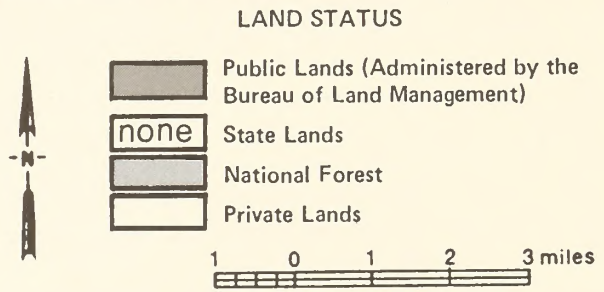 LAND STATUS
Public Lands (Administered by the
Bureau of Land Management)
none State Lands
N
National Forest
Private Lands
1 0 1 2 3 miles